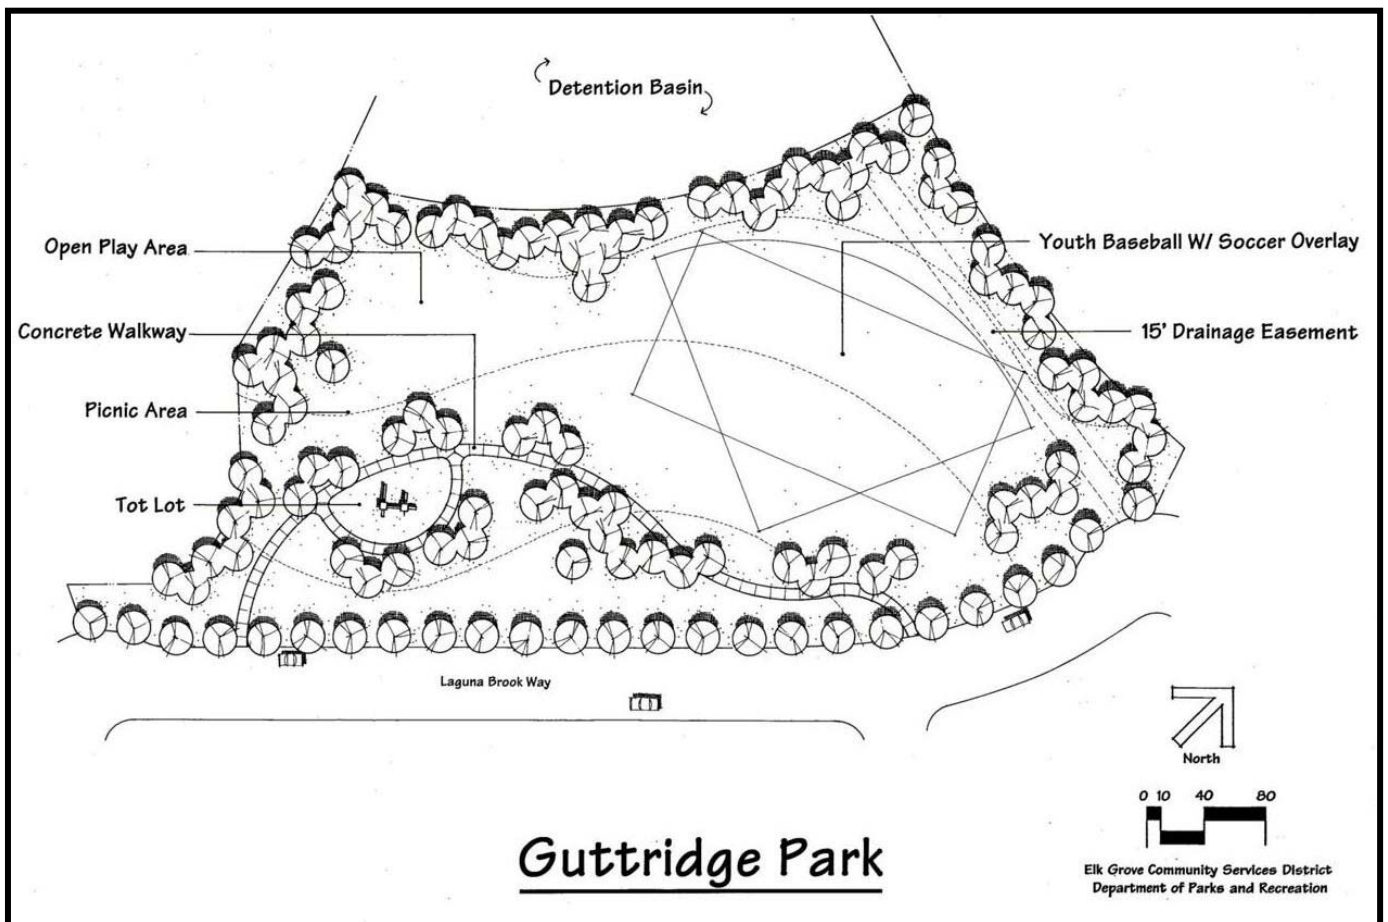 Detention Basin
Open Play Area
Youth Baseball W/ Soccer Overlay
Concrete Walkway
15' Drainage Easement
Picnic Area
Tot Lot
Laguna Brook Way
North
0 10 40 80
Guttridge Park
Elk Grove Community Services District
Department of Parks and Recreation